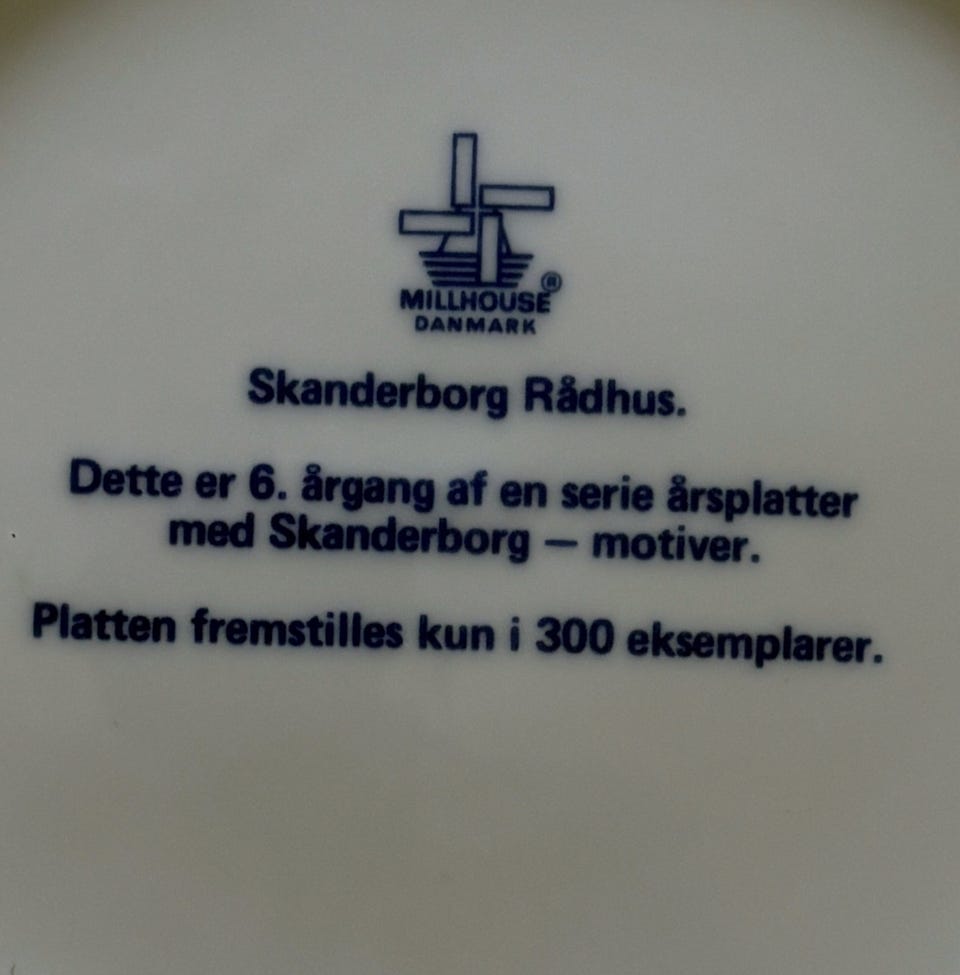 MILLHOUSE®
DANMARK
Skanderborg Rådhus.
Dette er 6. årgang af en serie årsplatter
med Skanderborg – motiver.
Platten fremstilles kun i 300 eksemplarer.